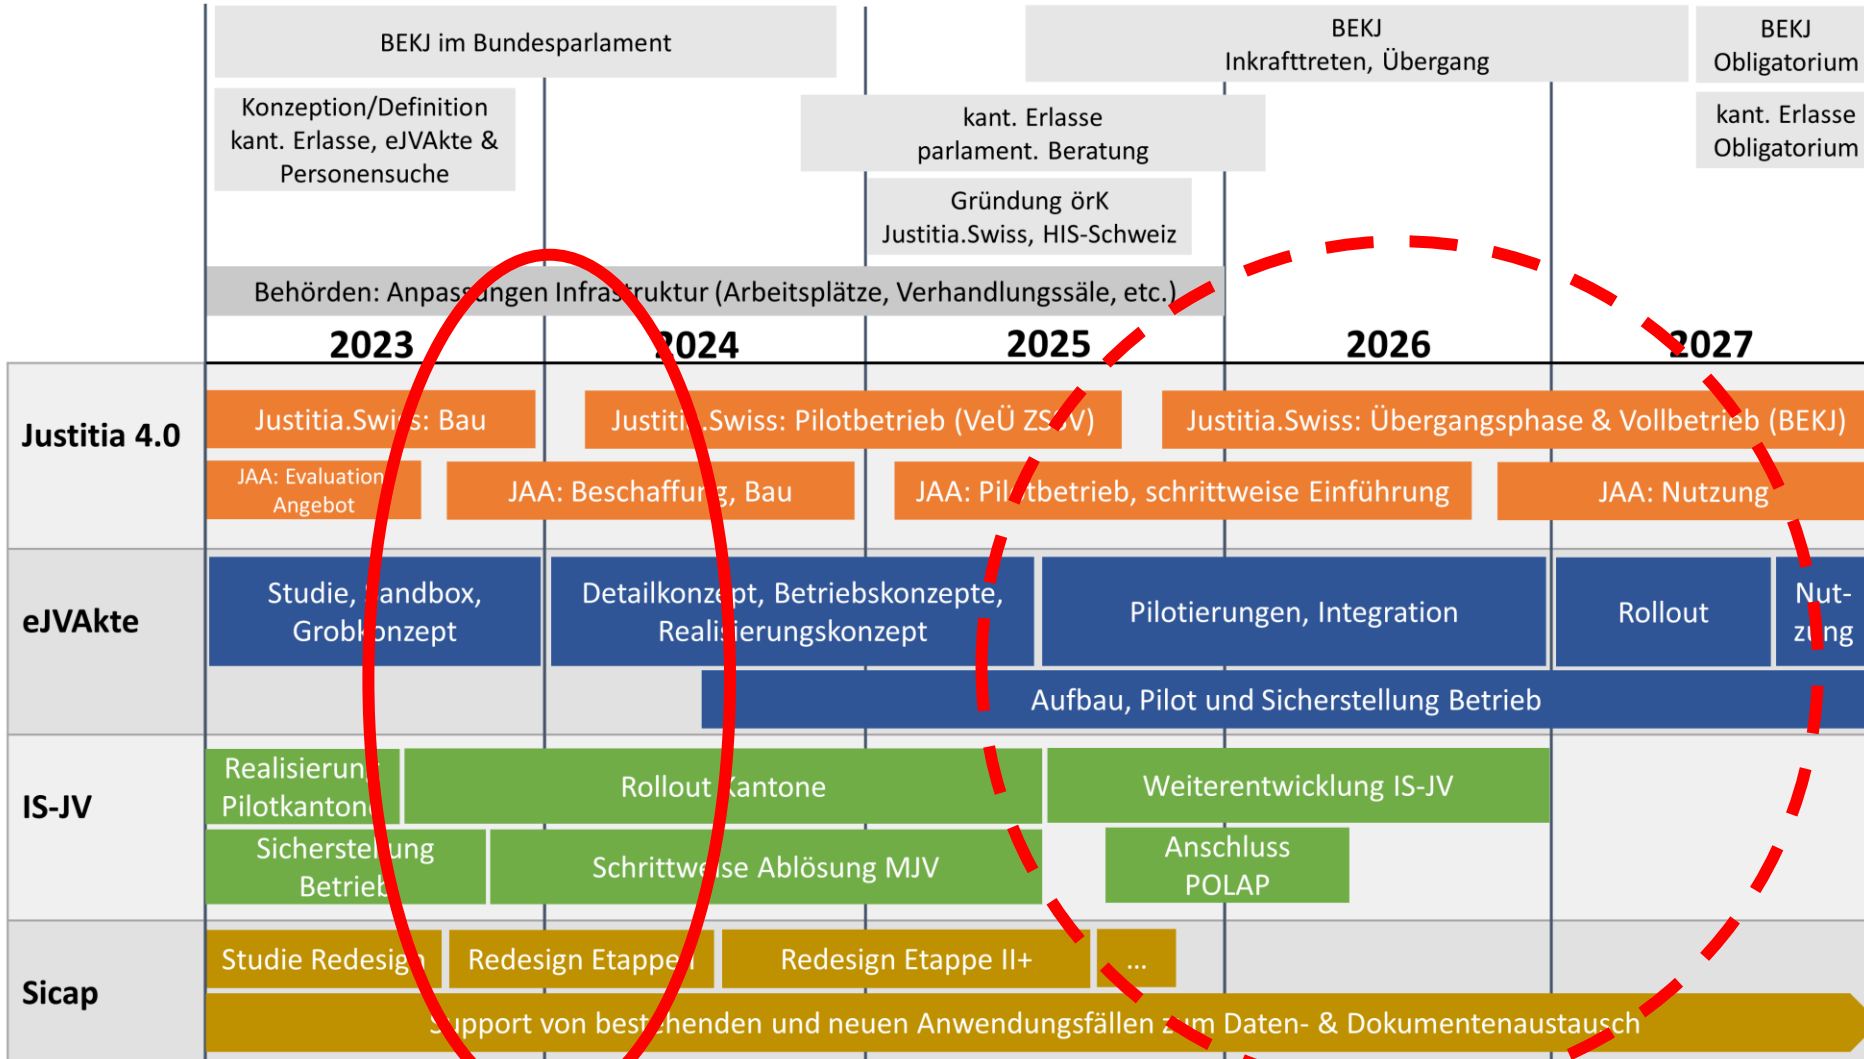 BEKJ im Bundesparlament
BEKJ
Inkrafttreten, Übergang
BEKJ
Obligatorium
Konzeption/Definition
kant. Erlasse, eJVAkte &
Personensuche
kant. Erlasse
parlament. Beratung
kant. Erlasse
Obligatorium
Gründung örK
Justitia.Swiss, HIS-Schweiz
Behörden: Anpassungen Infrastruktur (Arbeitsplätze, Verhandlungssäle, etc.)
2023 2024 2025 2026 2027
Justitia 4.0
Justitia.Swiss: Bau
Justitia.Swiss: Pilotbetrieb (VeÜ ZSSV)
Justitia.Swiss: Übergangsphase & Vollbetrieb (BEKJ)
JAA: Evaluation
Angebot
JAA: Beschaffung, Bau
JAA: Pilotbetrieb, schrittweise Einführung
JAA: Nutzung
eJVAkte
Studie, Sandbox,
Grobkonzept
Detailkonzept, Betriebskonzepte,
Realisierungskonzept
Pilotierungen, Integration
Rollout
Nut-
zung
Aufbau, Pilot und Sicherstellung Betrieb
IS-JV
Realisierung
Pilotkantone
Rollout Kantone
Weiterentwicklung IS-JV
Sicherstellung
Betrieb
Schrittweise Ablösung MJV
Anschluss
POLAP
Sicap
Studie Redesign
Redesign Etappe I
Redesign Etappe II+
...
Support von bestehenden und neuen Anwendungsfällen zum Daten- & Dokumentenaustausch